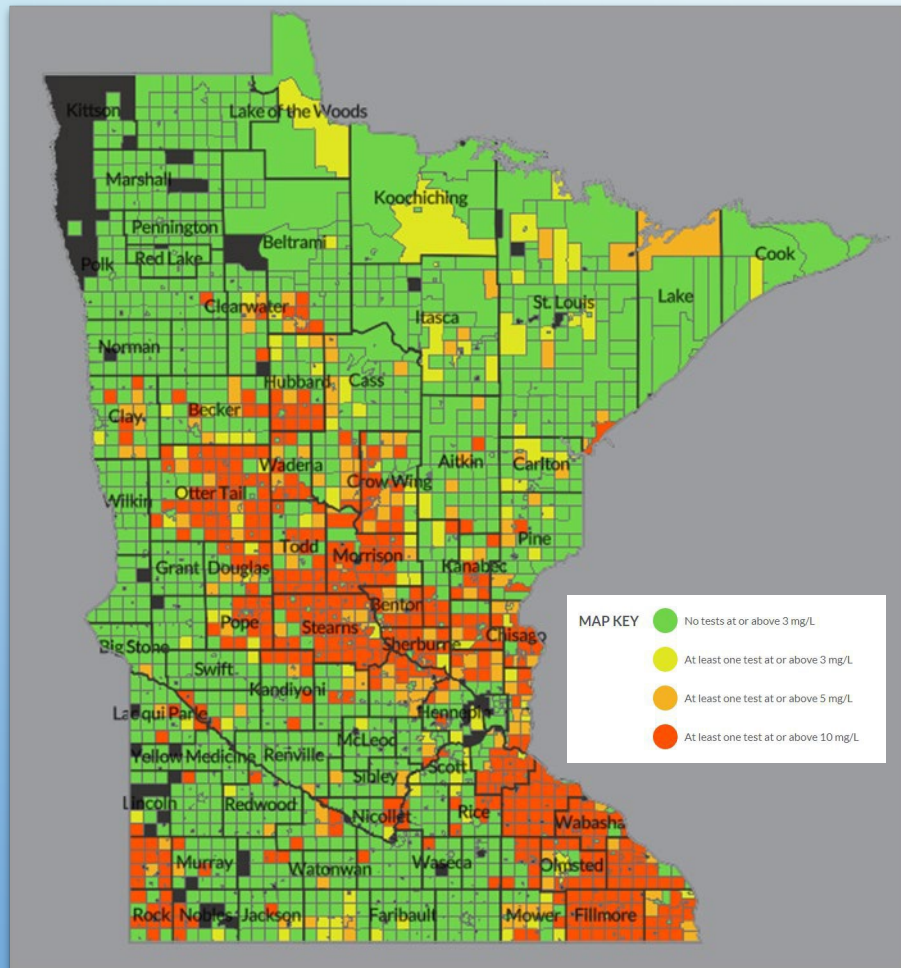 Kittson
Lake of the Woods
Marshall
Koochiching
Pennington
Beltrami
Polk
Red Lake
Cook
Clearwater
St. Louis
Lake
Itasca
Norman
Hubbard
Cass
Clay
Becker
Wadena
Aitkin
Carlton
Otter Tail
Crow Wing
Wilkin
Todd
Morrison
Pine
Grant
Douglas
Kanabec
Benton
Pope
Stearns
Chisago
Big Stone
Sherburne
Swift
Kandiyohi
Lac qui Parle
Hennepin
McLeod
Yellow Medicine
Renville
Scott
Sibley
Lincoln
Redwood
Nicollet
Rice
Wabasha
Murray
Watonwan
Waseca
Olmsted
Rock
Nobles
Jackson
Faribault
Mower
Fillmore
MAP KEY
No tests at or above 3 mg/L
At least one test at or above 3 mg/L
At least one test at or above 5 mg/L
At least one test at or above 10 mg/L